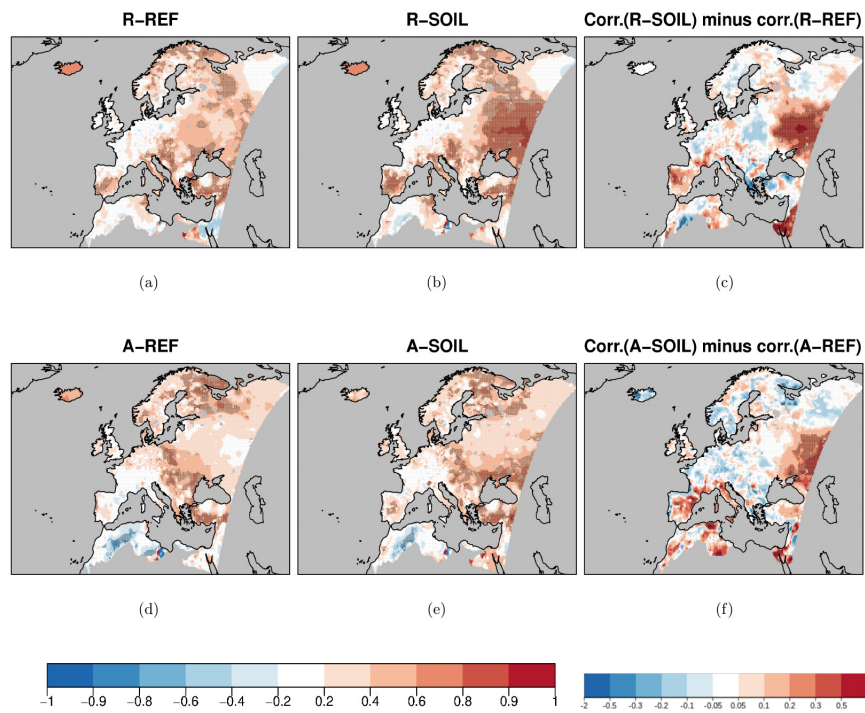 R-REF R-SOIL Corr.(R-SOIL) minus corr.(R-REF)
(a) (b) (c)
A-REF A-SOIL Corr.(A-SOIL) minus corr.(A-REF)
(d) (e) (f)
−1 −0.9 −0.8 −0.6 −0.4 −0.2 0.2 0.4 0.6 0.8 0.9 1
-2 -0.5 -0.3 -0.2 -0.1 -0.05 0.05 0.1 0.2 0.3 0.5